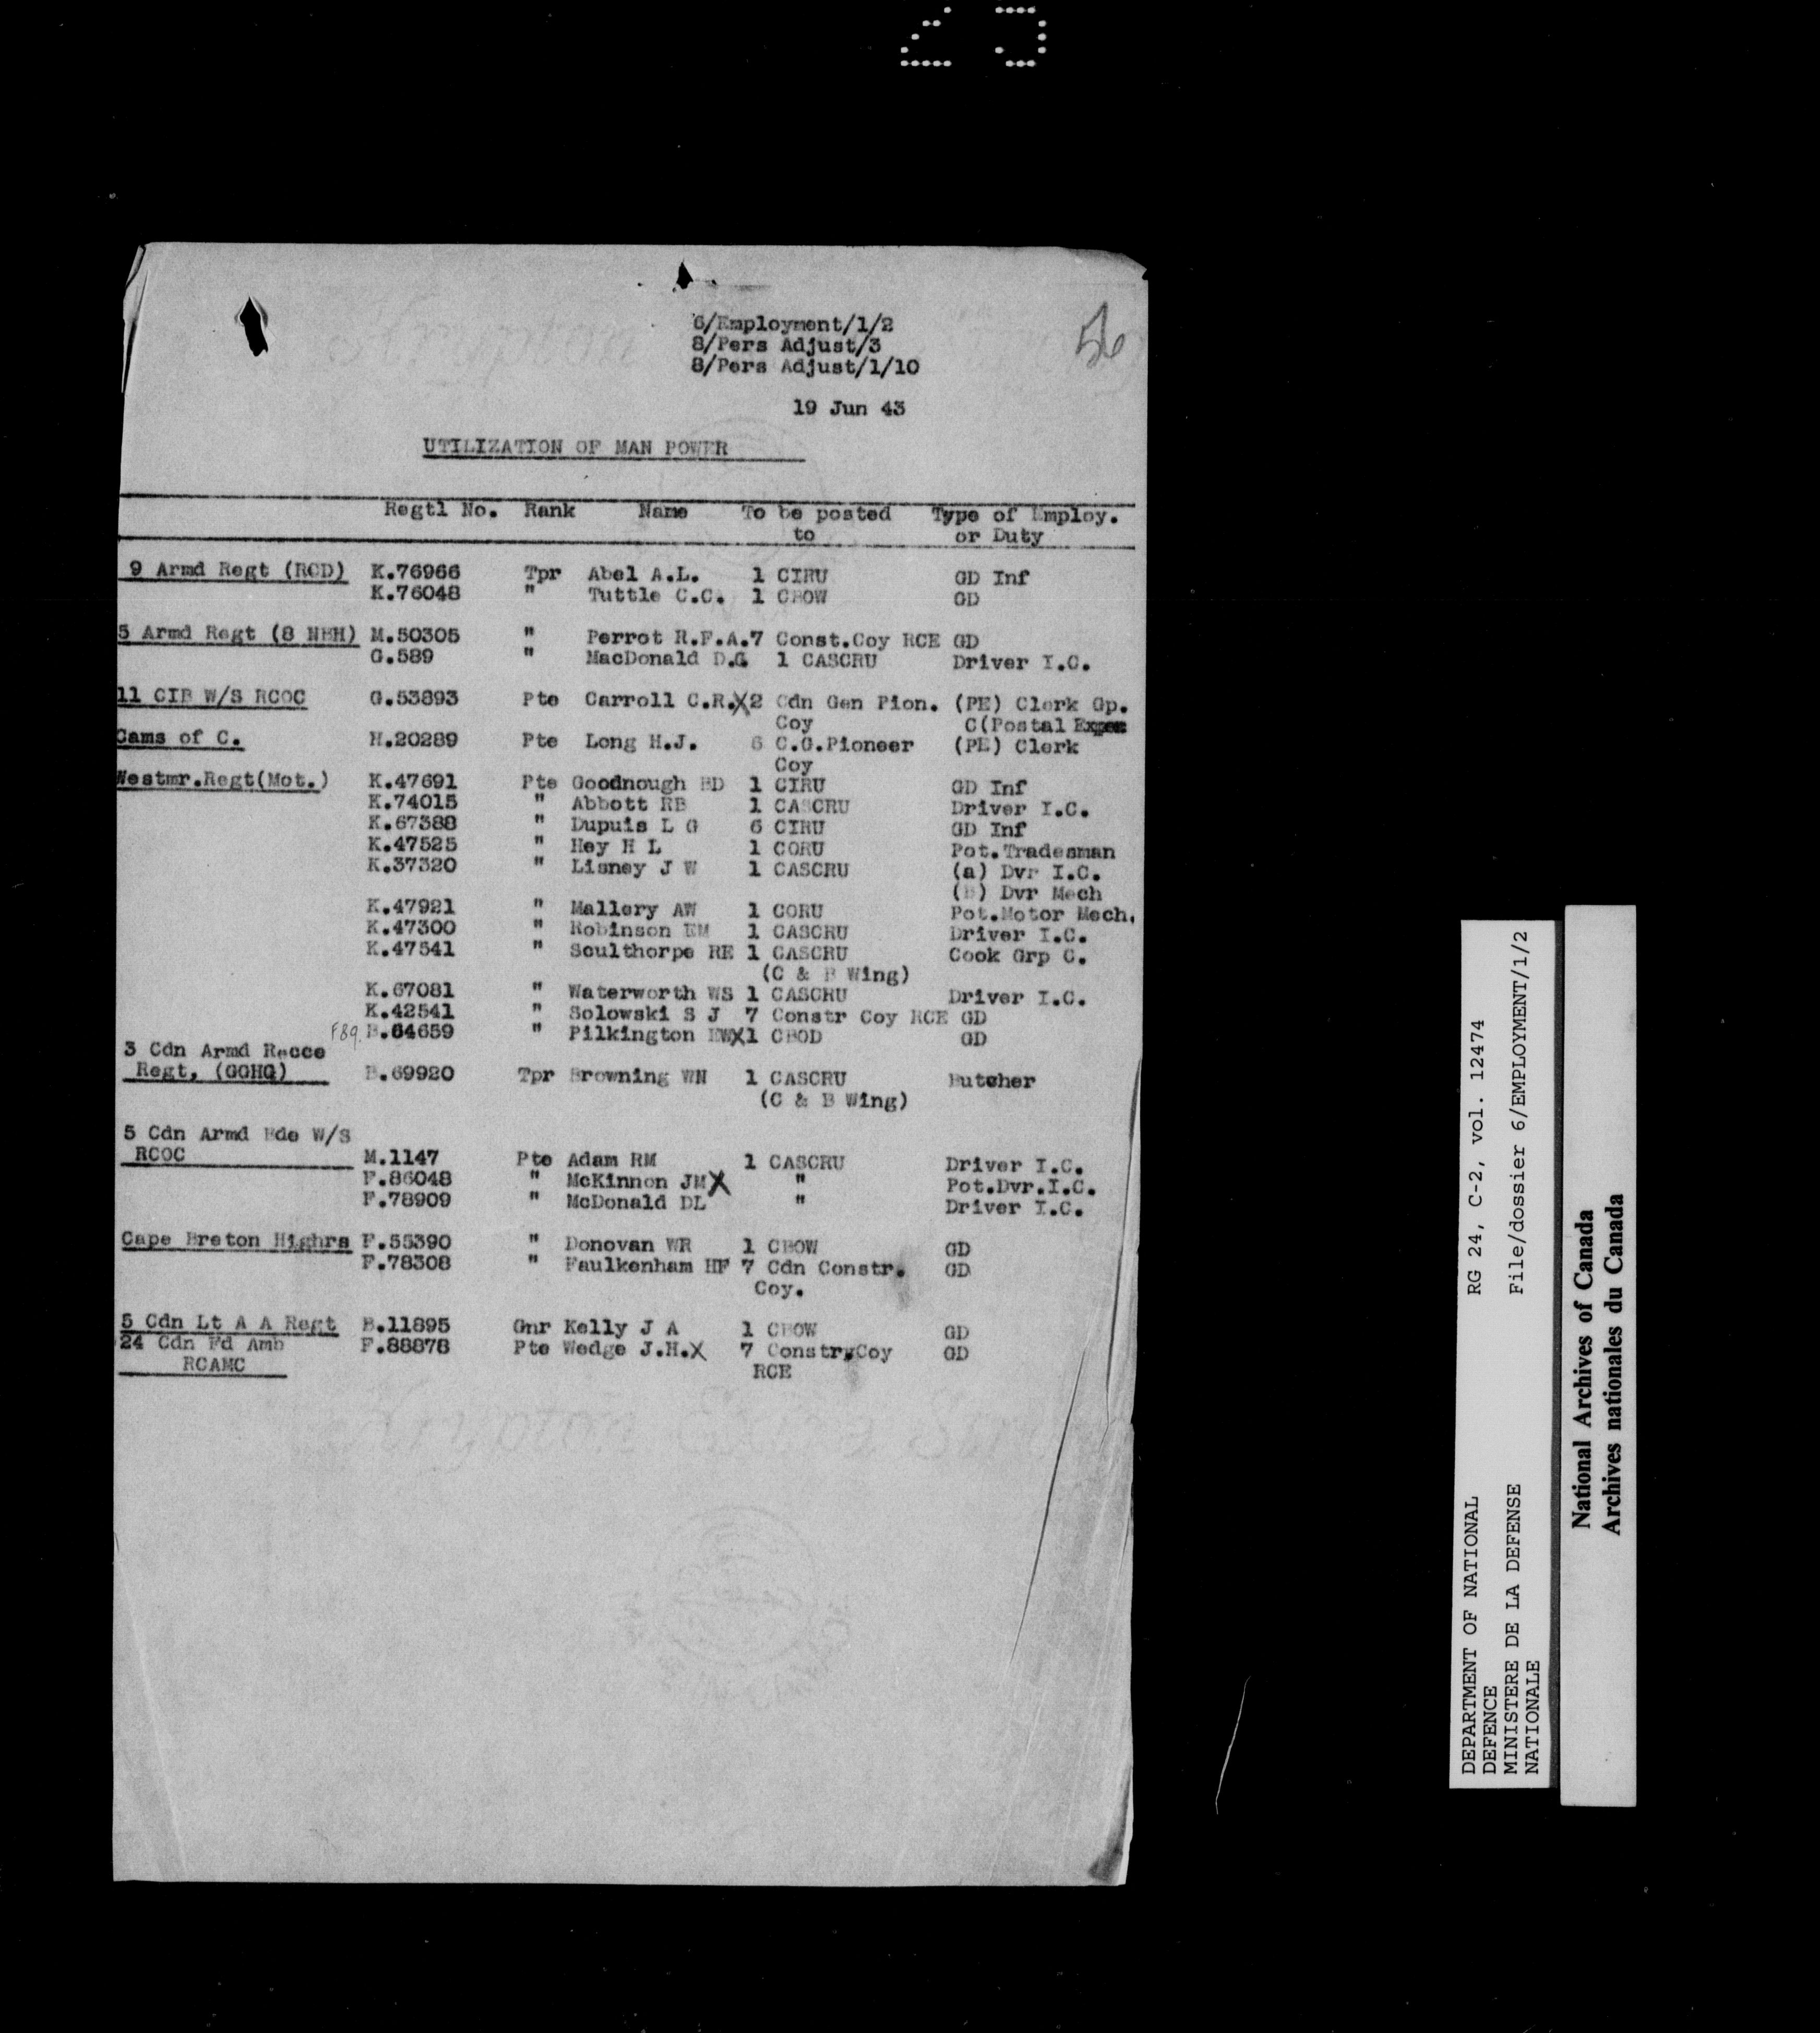 6/Employment/1/2
8/Pers Adjust/3
8/Pers Adjust/1/10
56
19 Jun 43
UTILIZATION OF MAN POWER
Regtl No. Rank Name To be posted to Type of Employ. or Duty
9 Armd Regt (RCD) K.76966 Tpr Abel A.L. 1 CIRU GD Inf
K.76048 " Tuttle C.C. 1 CBOW GD
5 Armd Regt (8 NBH) M.50305 " Perrot R.F.A. 7 Const.Coy RCE GD
G.589 " MacDonald D.G. 1 CASCRU Driver I.C.
11 CIB W/S RCOC G.53893 Pte Carroll C.R. X 2 Cdn Gen Pion. (PE) Clerk Gp.
Coy C(Postal
Cams of C. H.20289 Pte Long H.J. 6 C.G.Pioneer (PE) Clerk
Coy
Westmr.Regt(Mot.) K.47691 Pte Goodnough BD 1 CIRU GD Inf
K.74015 " Abbott RB 1 CASCRU Driver I.C.
K.67388 " Dupuis L G 6 CIRU GD Inf
K.47525 " Hey H L 1 CORU Pot.Tradesman
K.37320 " Lisney J W 1 CASCRU (a) Dvr I.C.
(B) Dvr Mech
K.47921 " Mallery AW 1 CORU Pot.Motor Mech.
K.47300 " Robinson EM 1 CASCRU Driver I.C.
K.47541 " Sculthorpe RE 1 CASCRU Cook Grp C.
(C & B Wing)
K.67081 " Waterworth WS 1 CASCRU Driver I.C.
K.42541 " Solowski S J 7 Constr Coy RCE GD
F89. B.64659 " Pilkington EW X 1 CBOD GD
3 Cdn Armd Recce
Regt, (GGHG) B.69920 Tpr Browning WN 1 CASCRU Butcher
(C & B Wing)
5 Cdn Armd Bde W/S
RCOC M.1147 Pte Adam RM 1 CASCRU Driver I.C.
F.86048 " McKinnon JM X " Pot.Dvr.I.C.
F.78909 " McDonald DL " Driver I.C.
Cape Breton Highrs F.55390 " Donovan WR 1 CBOW GD
F.78308 " Faulkenham HF 7 Cdn Constr. GD
Coy.
5 Cdn Lt A A Regt B.11895 Gnr Kelly J A 1 CBOW GD
24 Cdn Fd Amb F.88878 Pte Wedge J.H. X 7 Constr.Coy GD
RCAMC RCE
DEPARTMENT OF NATIONAL RG 24, C-2, vol. 12474
DEFENCE
MINISTERE DE LA DEFENSE File/dossier 6/EMPLOYMENT/1/2
NATIONALE
National Archives of Canada
Archives nationales du Canada